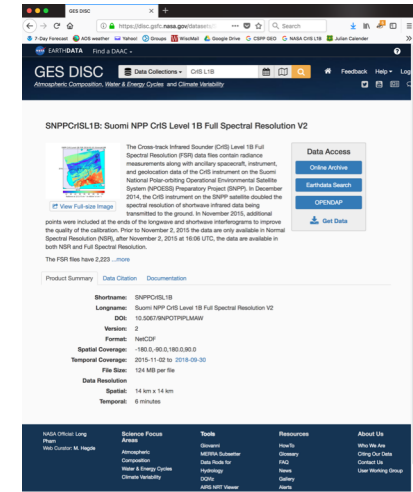 GES DISC
https://disc.gsfc.nasa.gov/datasets/
Search
7-Day Forecast AOS weather Yahoo! Groups WiscMail Google Drive CSPP GEO NASA CrIS L1B Julian Calender
EARTHDATA Find a DAAC
GES DISC Data Collections CrIS L1B Feedback Help Log
Atmospheric Composition, Water & Energy Cycles and Climate Variability
SNPPCrISL1B: Suomi NPP CrIS Level 1B Full Spectral Resolution V2
View Full-size Image
The Cross-track Infrared Sounder (CrIS) Level 1B Full
Spectral Resolution (FSR) data files contain radiance
measurements along with ancillary spacecraft, instrument,
and geolocation data of the CrIS instrument on the Suomi
National Polar-orbiting Operational Environmental Satellite
System (NPOESS) Preparatory Project (SNPP). In December
2014, the CrIS instrument on the SNPP satellite doubled the
spectral resolution of shortwave infrared data being
transmitted to the ground. In November 2015, additional
points were included at the ends of the longwave and shortwave interferograms to improve
the quality of the calibration. Prior to November 2, 2015 the data are only available in Normal
Spectral Resolution (NSR), after November 2, 2015 at 16:06 UTC, the data are available in
both NSR and Full Spectral Resolution.
The FSR files have 2,223 ...more
Data Access
Online Archive
Earthdata Search
OPENDAP
Get Data
Product Summary Data Citation Documentation
Shortname: SNPPCrISL1B
Longname: Suomi NPP CrIS Level 1B Full Spectral Resolution V2
DOI: 10.5067/9NPOTPIPLMAW
Version: 2
Format: NetCDF
Spatial Coverage: -180.0,-90.0,180.0,90.0
Temporal Coverage: 2015-11-02 to 2018-09-30
File Size: 124 MB per file
Data Resolution
Spatial: 14 km x 14 km
Temporal: 6 minutes
NASA Official: Long
Pham
Web Curator: M. Hegde
Science Focus
Areas
Atmospheric
Composition
Water & Energy Cycles
Climate Variability
Tools
Giovanni
MERRA Subsetter
Data Rods for
Hydrology
DQViz
AIRS NRT Viewer
Resources
HowTo
Glossary
FAQ
News
Gallery
Alerts
About Us
Who We Are
Citing Our Data
Contact Us
User Working Group